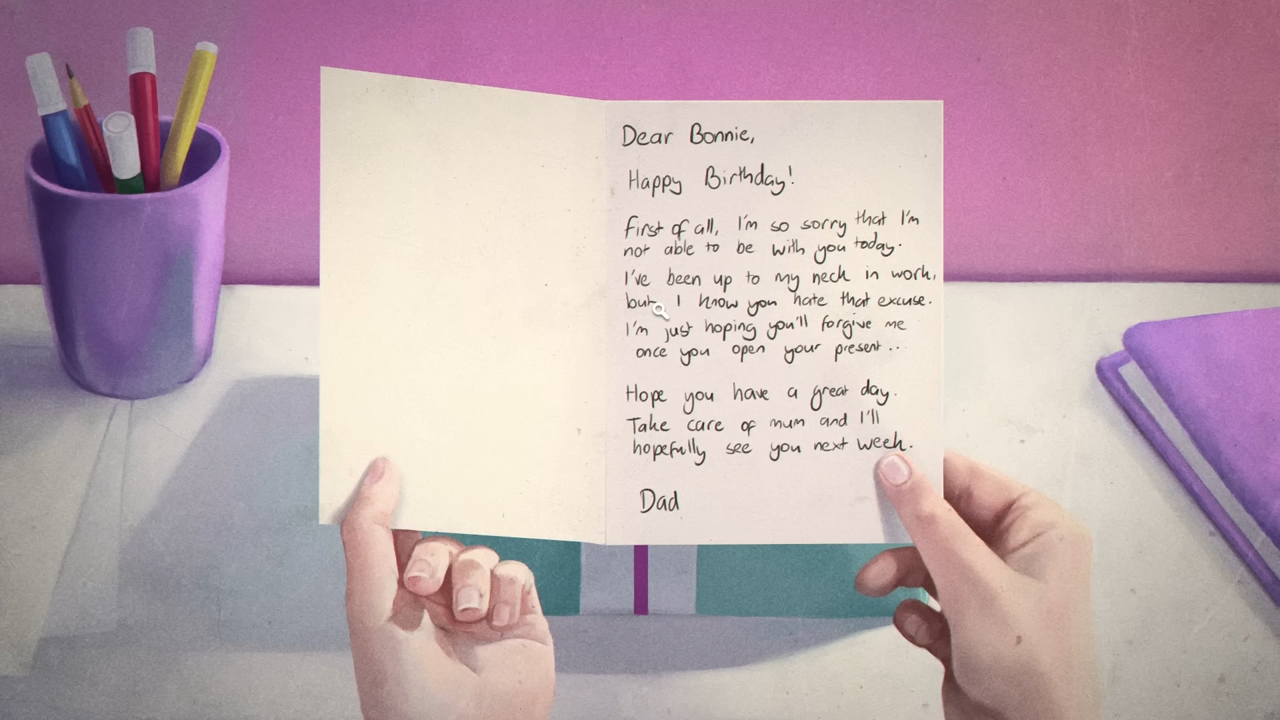 Dear Bonnie,
Happy Birthday!
First of all, I'm so sorry that I'm
not able to be with you today.
I've been up to my neck in work,
but I know you hate that excuse.
I'm just hoping you'll forgive me
once you open your present...
Hope you have a great day.
Take care of mum and I'll
hopefully see you next week.
Dad